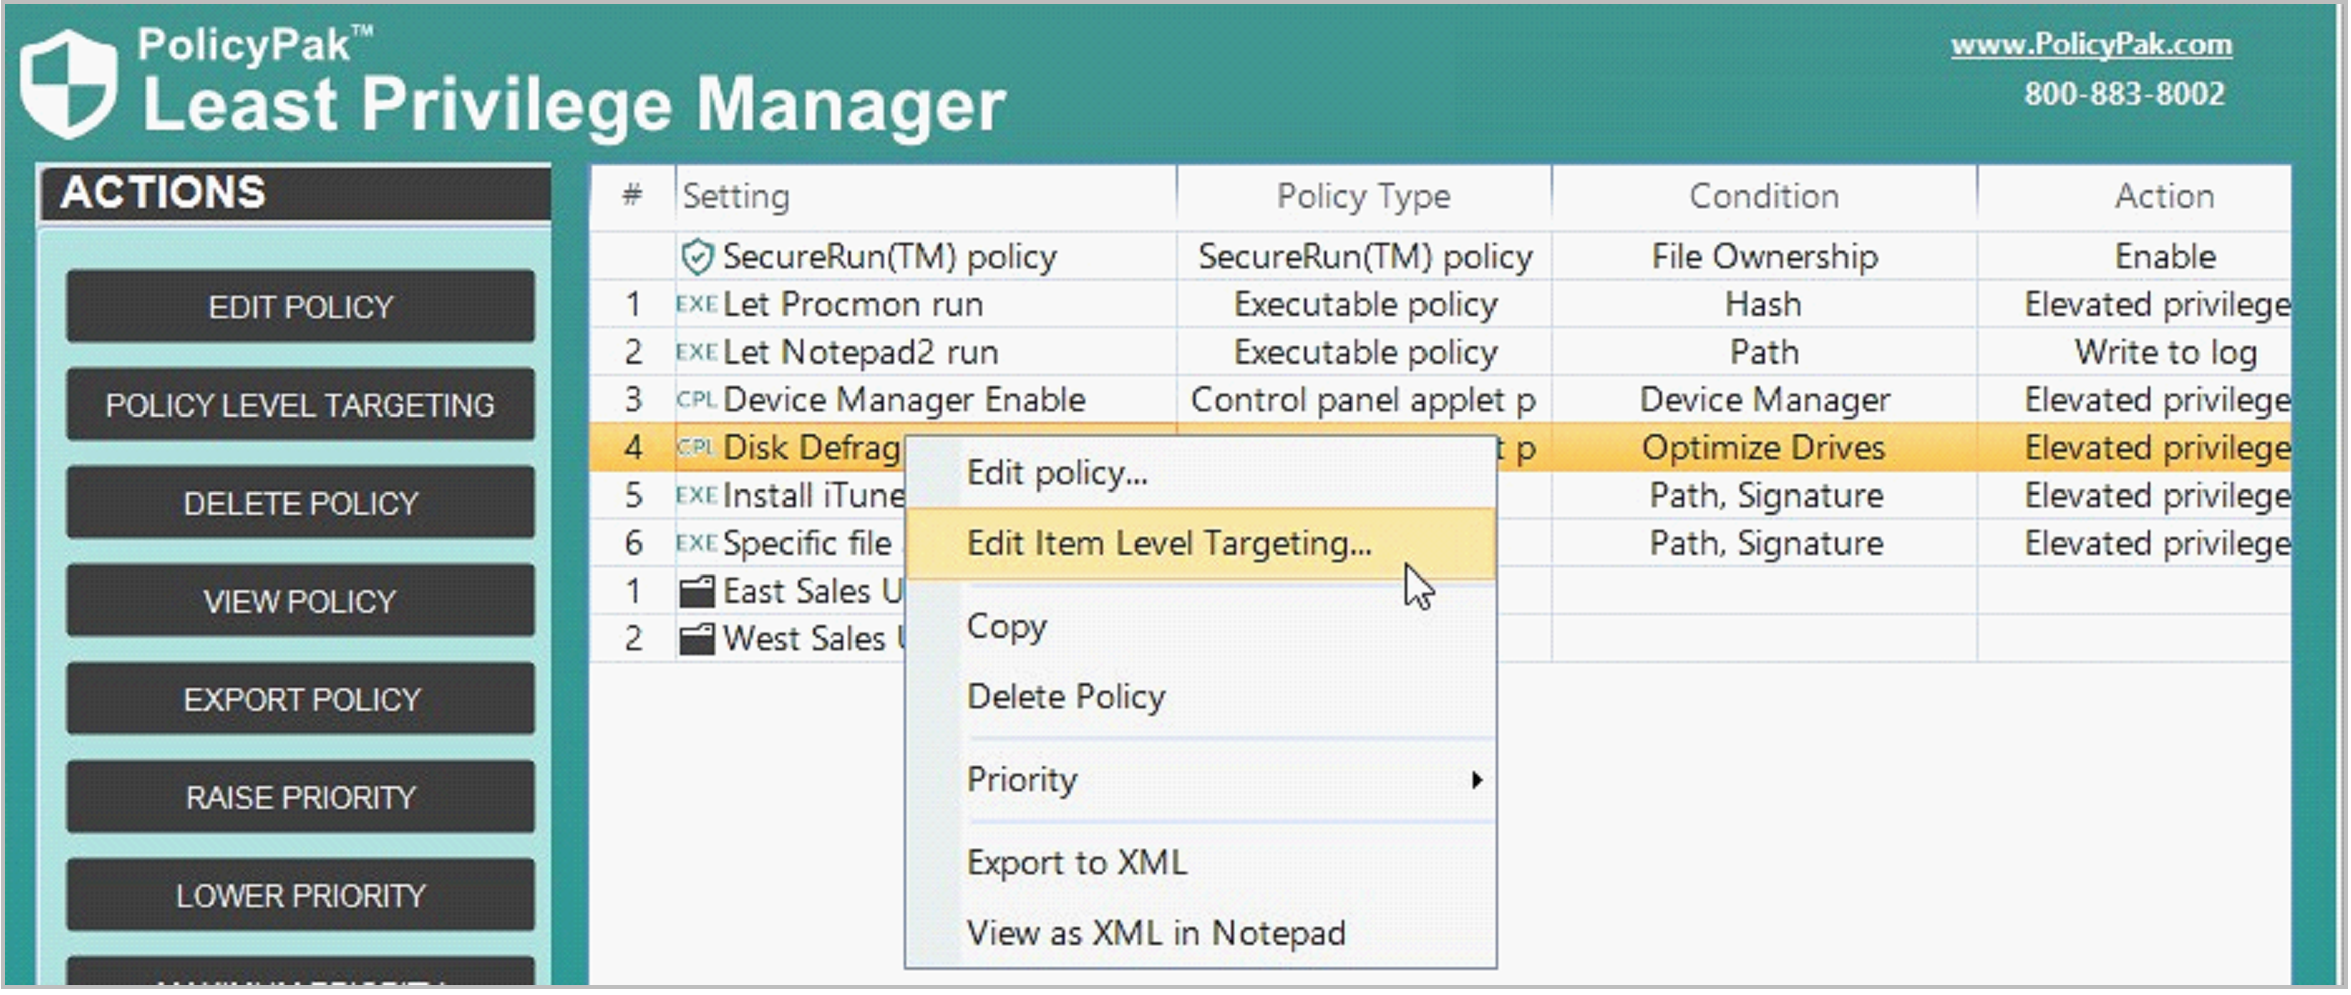 PolicyPak™
Least Privilege Manager
www.PolicyPak.com
800-883-8002
ACTIONS
EDIT POLICY
POLICY LEVEL TARGETING
DELETE POLICY
VIEW POLICY
EXPORT POLICY
RAISE PRIORITY
LOWER PRIORITY
# Setting Policy Type Condition Action
SecureRun(TM) policy SecureRun(TM) policy File Ownership Enable
1 EXE Let Procmon run Executable policy Hash Elevated privilege
2 EXE Let Notepad2 run Executable policy Path Write to log
3 CPL Device Manager Enable Control panel applet p Device Manager Elevated privilege
4 CPL Disk Defrag t p Optimize Drives Elevated privilege
5 EXE Install iTune Path, Signature Elevated privilege
6 EXE Specific file Path, Signature Elevated privilege
1 East Sales U
2 West Sales
Edit policy...
Edit Item Level Targeting...
Copy
Delete Policy
Priority
Export to XML
View as XML in Notepad